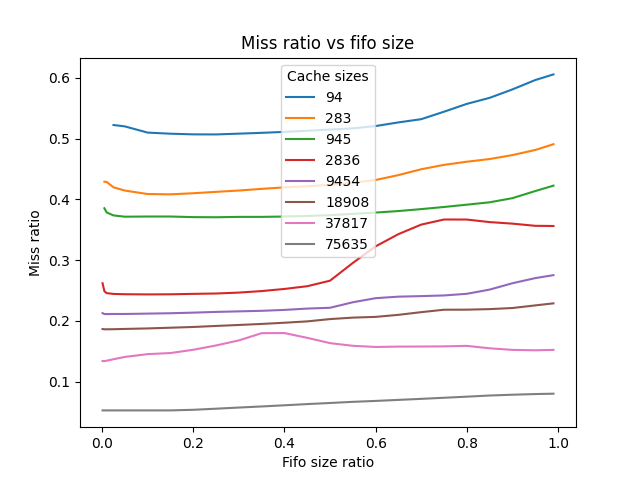 Miss ratio vs fifo size
Cache sizes
94
283
945
2836
9454
18908
37817
75635
Miss ratio
0.6
0.5
0.4
0.3
0.2
0.1
0.0 0.2 0.4 0.6 0.8 1.0
Fifo size ratio